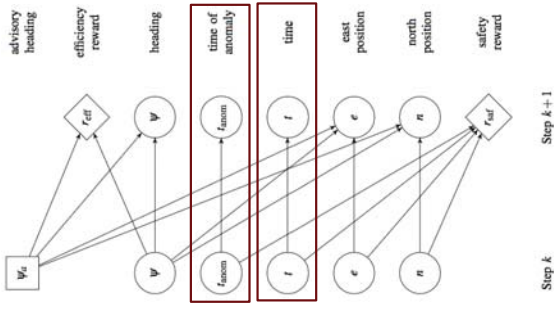 ψₐ advisory
heading
r_eff efficiency
reward
ψ ψ heading
t_anom t_anom time of
anomaly
t t time
e e east
position
n n north
position
r_saf safety
reward
Step k Step k + 1